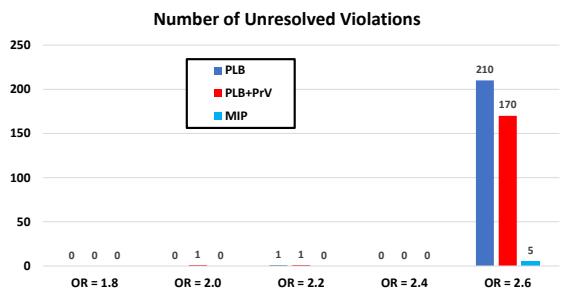 Number of Unresolved Violations
250
200
150
100
50
0
PLB
PLB+PrV
MIP
0 0 0
0 1 0
1 1 0
0 0 0
210 170 5
OR = 1.8 OR = 2.0 OR = 2.2 OR = 2.4 OR = 2.6